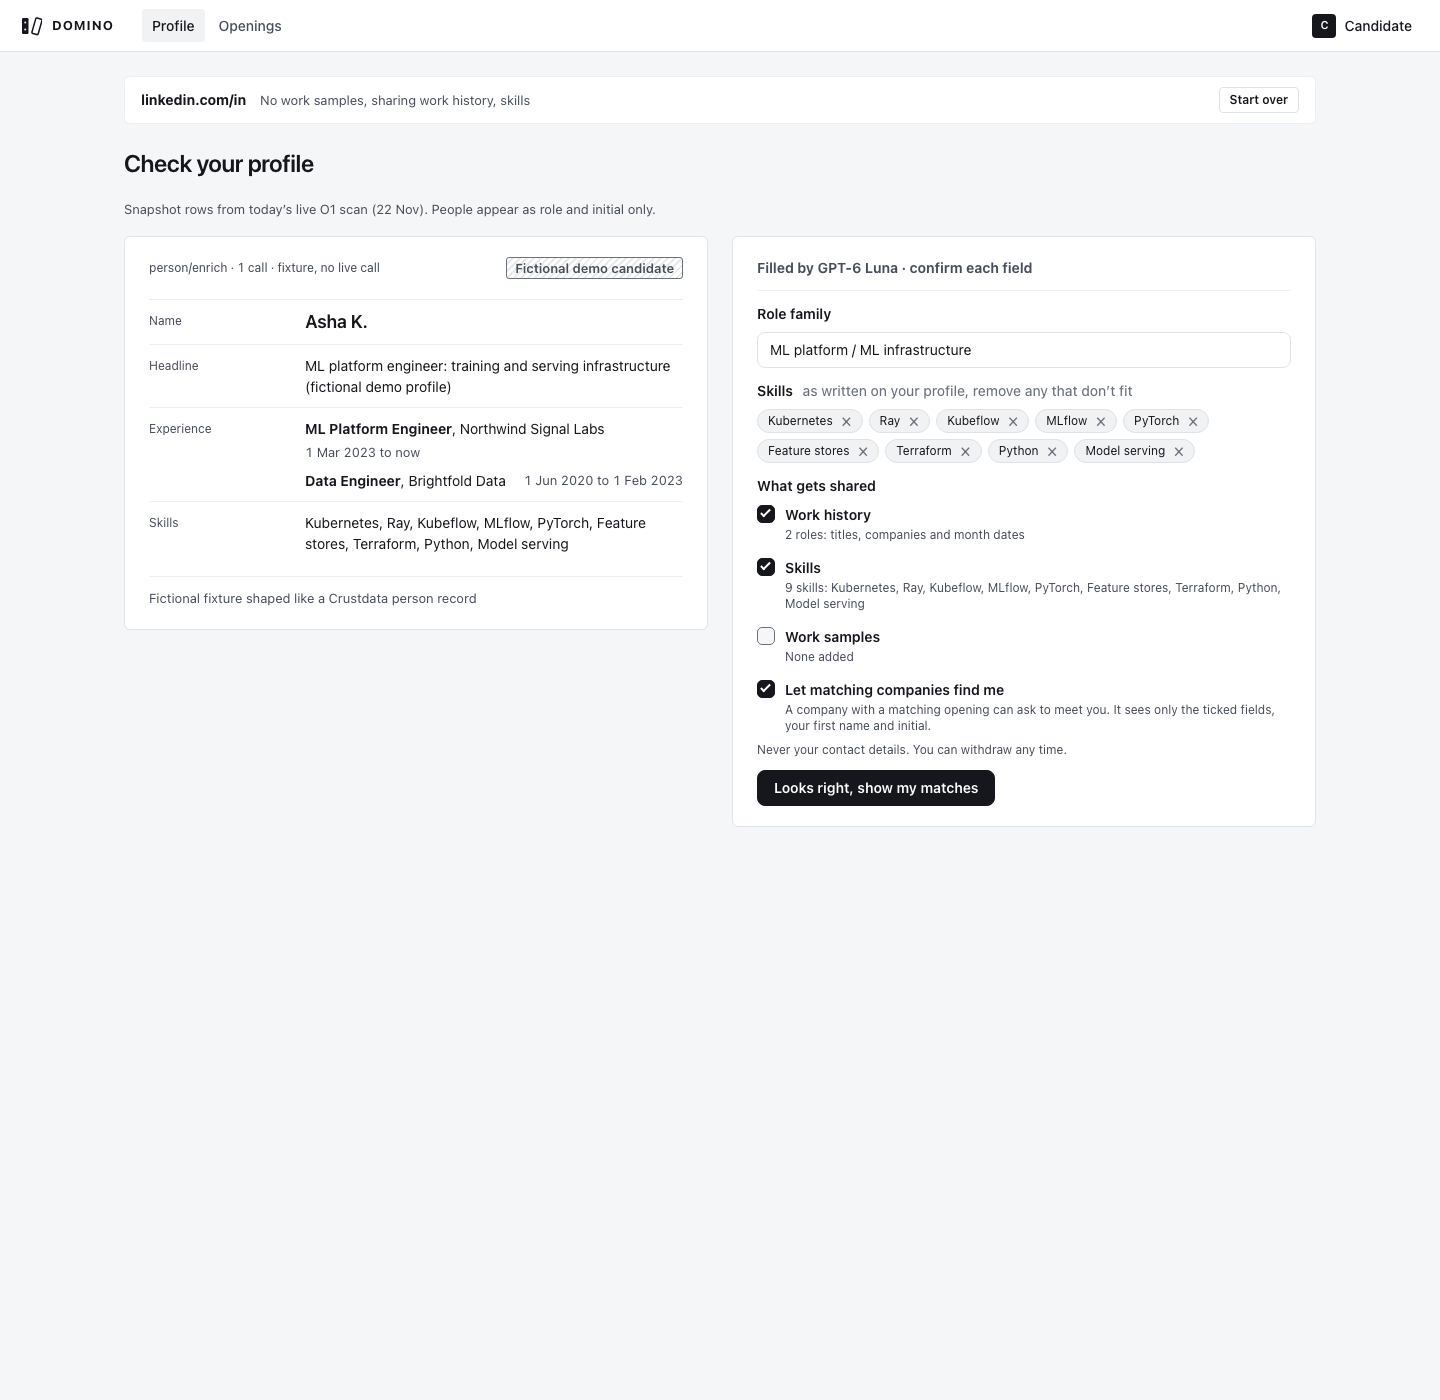 DOMINO
Profile
Openings
C
Candidate
linkedin.com/in
No work samples, sharing work history, skills
Start over
Check your profile
Snapshot rows from today's live O1 scan (22 Nov). People appear as role and initial only.
person/enrich · 1 call · fixture, no live call
Fictional demo candidate
Name
Asha K.
Headline
ML platform engineer: training and serving infrastructure
(fictional demo profile)
Experience
ML Platform Engineer, Northwind Signal Labs
1 Mar 2023 to now
Data Engineer, Brightfold Data
1 Jun 2020 to 1 Feb 2023
Skills
Kubernetes, Ray, Kubeflow, MLflow, PyTorch, Feature
stores, Terraform, Python, Model serving
Fictional fixture shaped like a Crustdata person record
Filled by GPT-6 Luna · confirm each field
Role family
ML platform / ML infrastructure
Skills as written on your profile, remove any that don't fit
Kubernetes × Ray × Kubeflow × MLflow × PyTorch ×
Feature stores × Terraform × Python × Model serving ×
What gets shared
Work history
2 roles: titles, companies and month dates
Skills
9 skills: Kubernetes, Ray, Kubeflow, MLflow, PyTorch, Feature stores, Terraform, Python,
Model serving
Work samples
None added
Let matching companies find me
A company with a matching opening can ask to meet you. It sees only the ticked fields,
your first name and initial.
Never your contact details. You can withdraw any time.
Looks right, show my matches